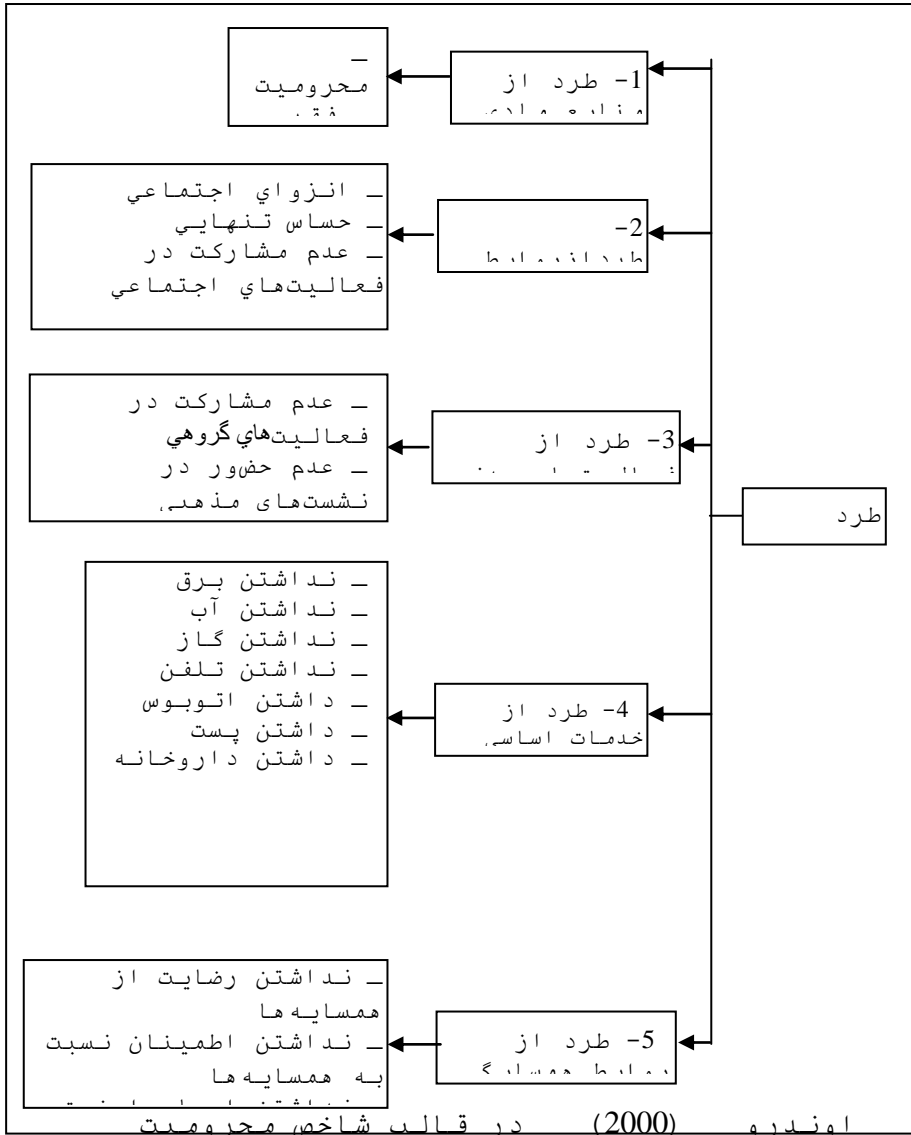 _
محروميت
1- طرد از
_ انزواي اجتماعي
_ حساس تنهايي
_ عدم مشاركت در
فعاليت‌هاي اجتماعي
2-
_ عدم مشاركت در
فعاليت‌هاي گروهي
_ عدم حضور در
نشست‌هاي مذهبي
3- طرد از
طرد
_ نداشتن برق
_ نداشتن آب
_ نداشتن گاز
_ نداشتن تلفن
_ داشتن اتوبوس
_ داشتن پست
_ داشتن داروخانه
4- طرد از
خدمات اساسي
_ نداشتن رضايت از
همسايه‌ها
_ نداشتن اطمينان نسبت
به همسايه‌ها
5- طرد از
اوندرو (2000) در قالب شاخص محروميت